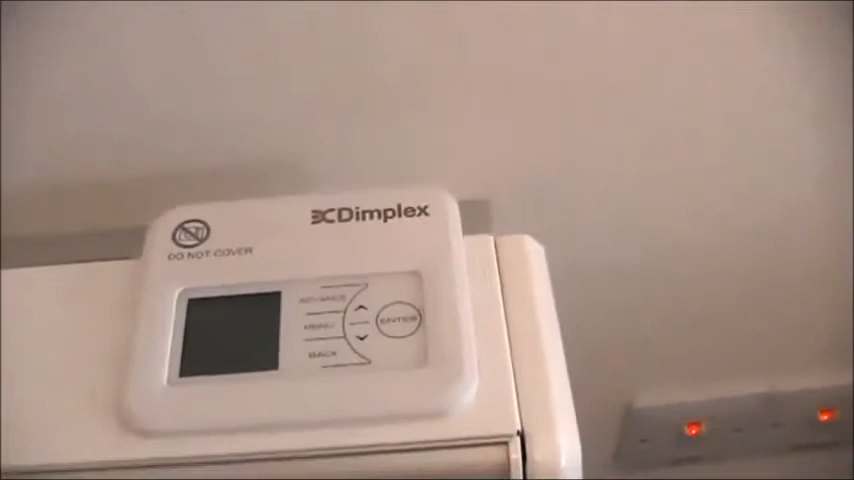 Dimplex
DO NOT COVER
ADVANCE
MENU
BACK
ENTER